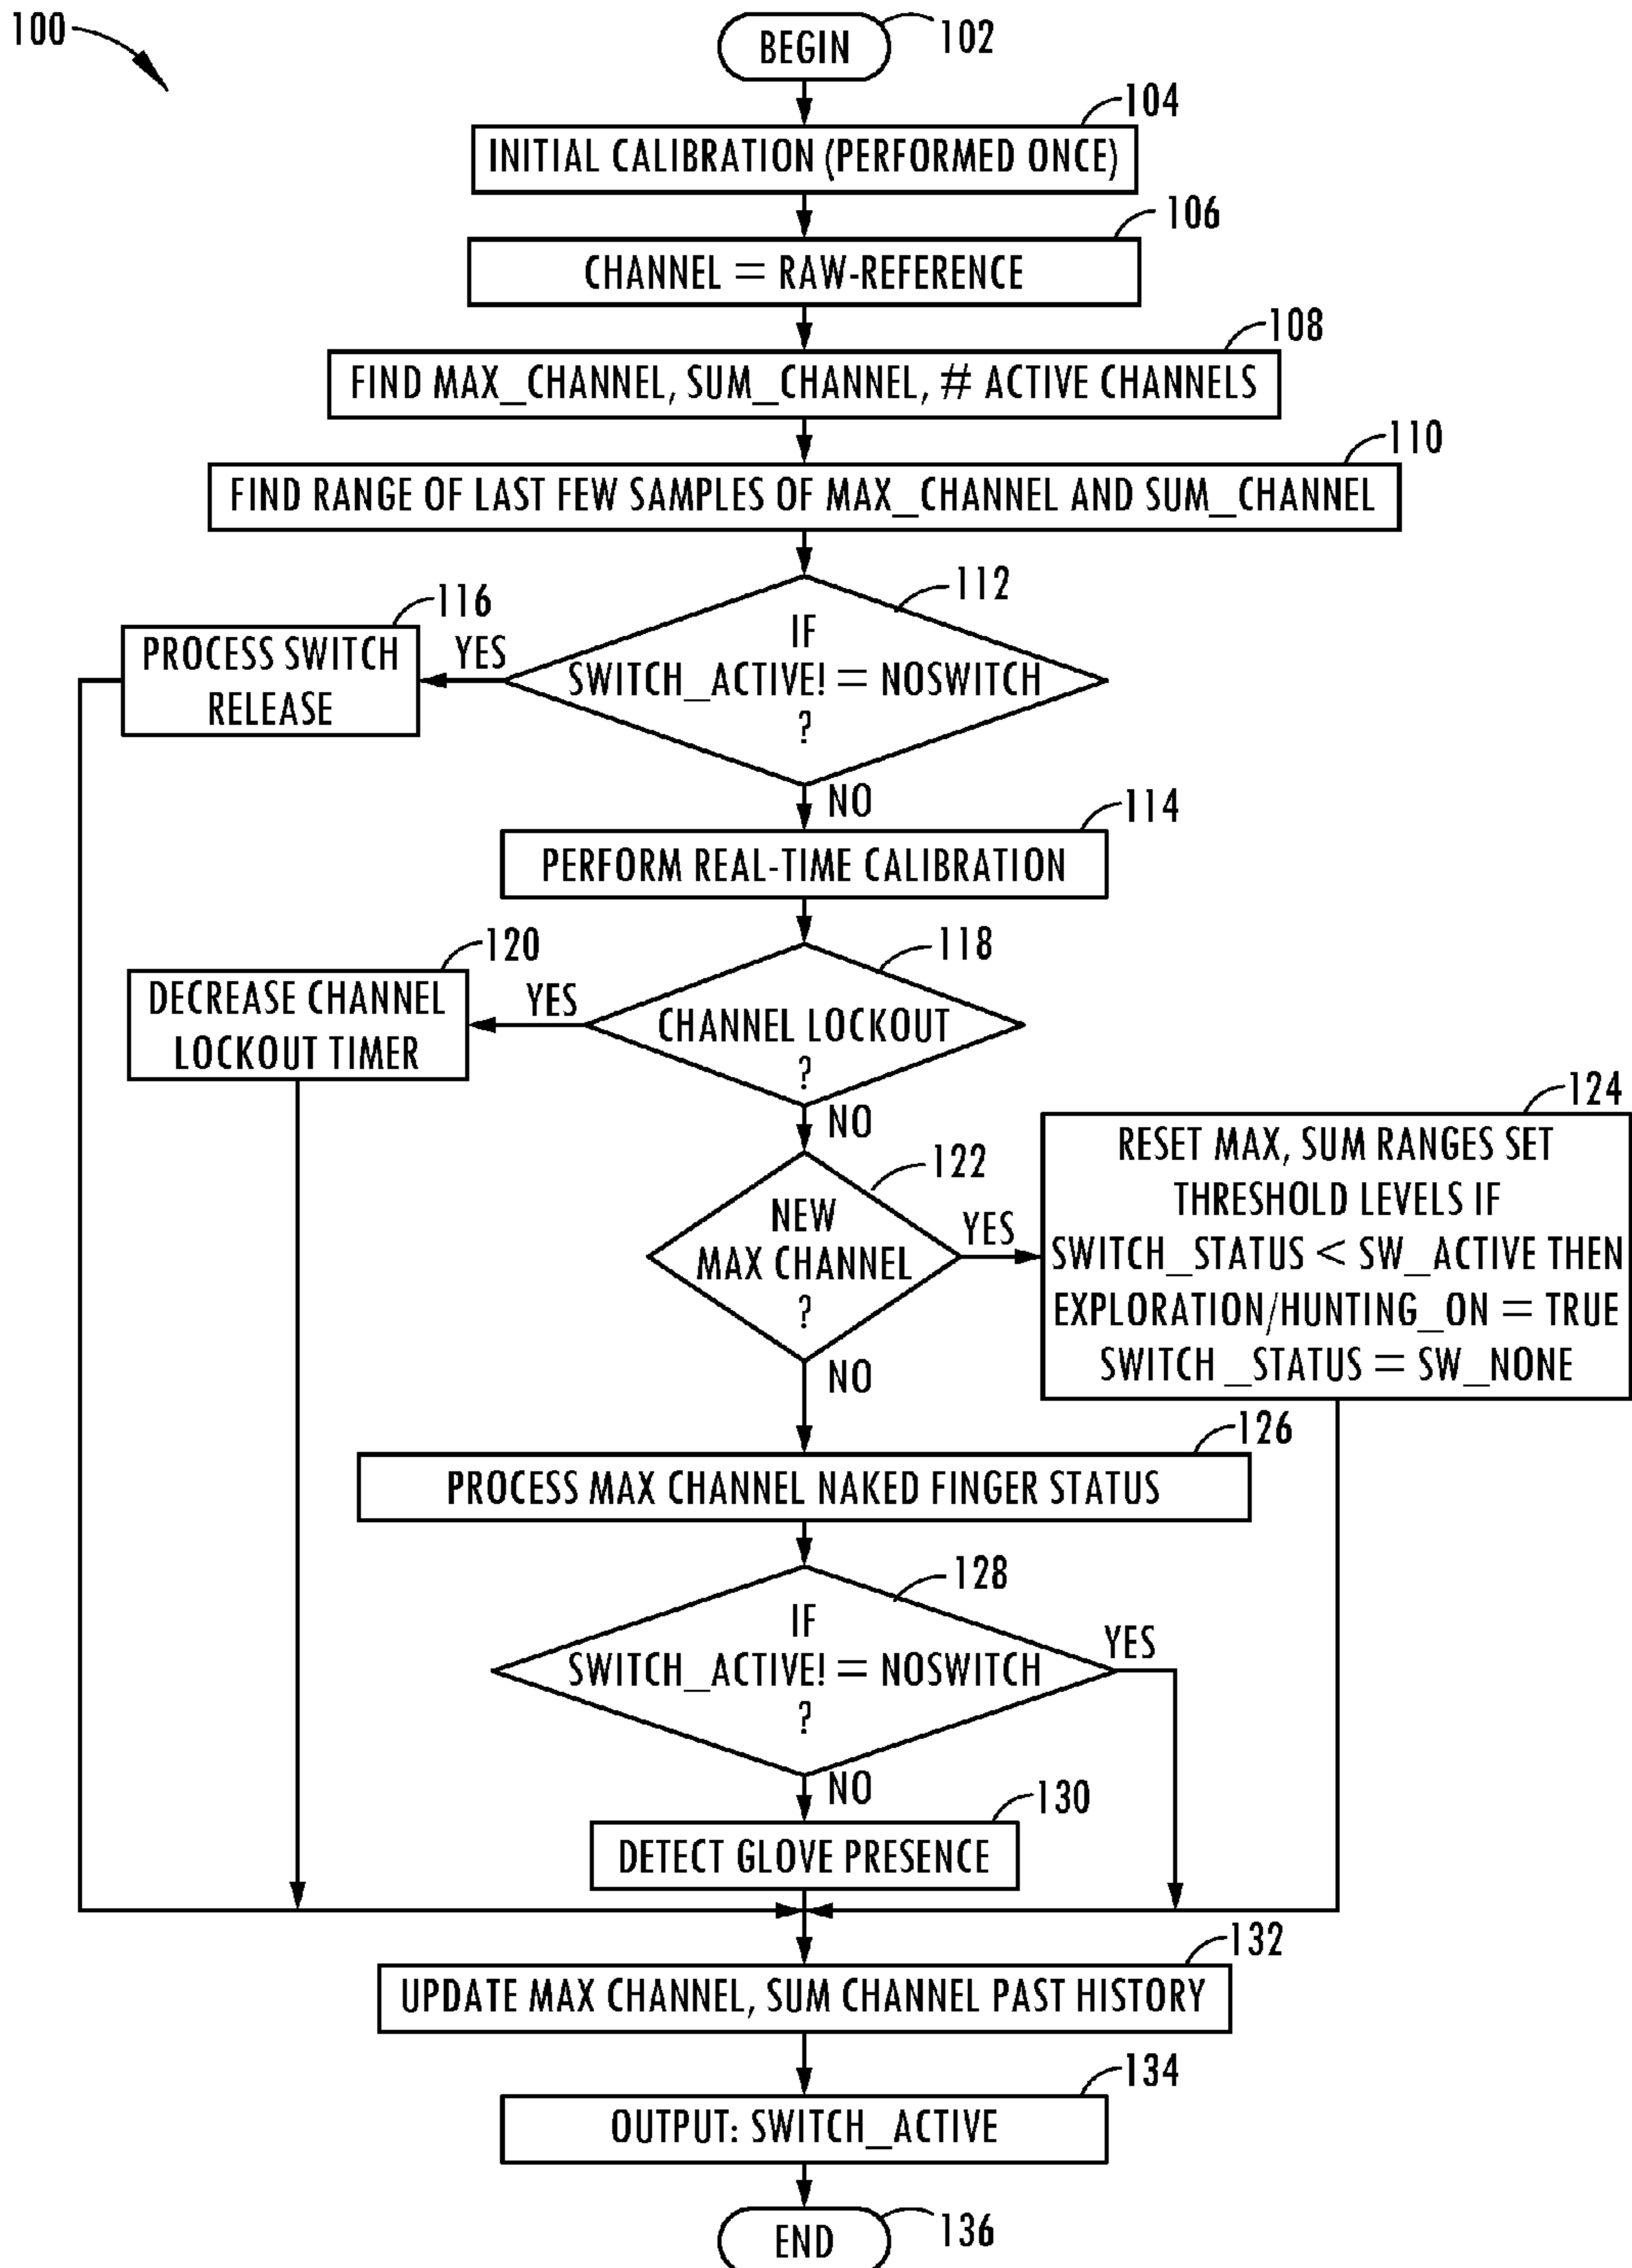 100
BEGIN
102
104
INITIAL CALIBRATION (PERFORMED ONCE)
106
CHANNEL = RAW-REFERENCE
108
FIND MAX_CHANNEL, SUM_CHANNEL, # ACTIVE CHANNELS
110
FIND RANGE OF LAST FEW SAMPLES OF MAX_CHANNEL AND SUM_CHANNEL
112
IF
SWITCH_ACTIVE! = NOSWITCH
?
116
YES
PROCESS SWITCH
RELEASE
NO
114
PERFORM REAL-TIME CALIBRATION
118
CHANNEL LOCKOUT
?
120
YES
DECREASE CHANNEL
LOCKOUT TIMER
NO
122
NEW
MAX CHANNEL
?
YES
124
RESET MAX, SUM RANGES SET
THRESHOLD LEVELS IF
SWITCH_STATUS < SW_ACTIVE THEN
EXPLORATION/HUNTING_ON = TRUE
SWITCH _STATUS = SW_NONE
NO
126
PROCESS MAX CHANNEL NAKED FINGER STATUS
128
IF
SWITCH_ACTIVE! = NOSWITCH
?
YES
NO
130
DETECT GLOVE PRESENCE
132
UPDATE MAX CHANNEL, SUM CHANNEL PAST HISTORY
134
OUTPUT: SWITCH_ACTIVE
END
136